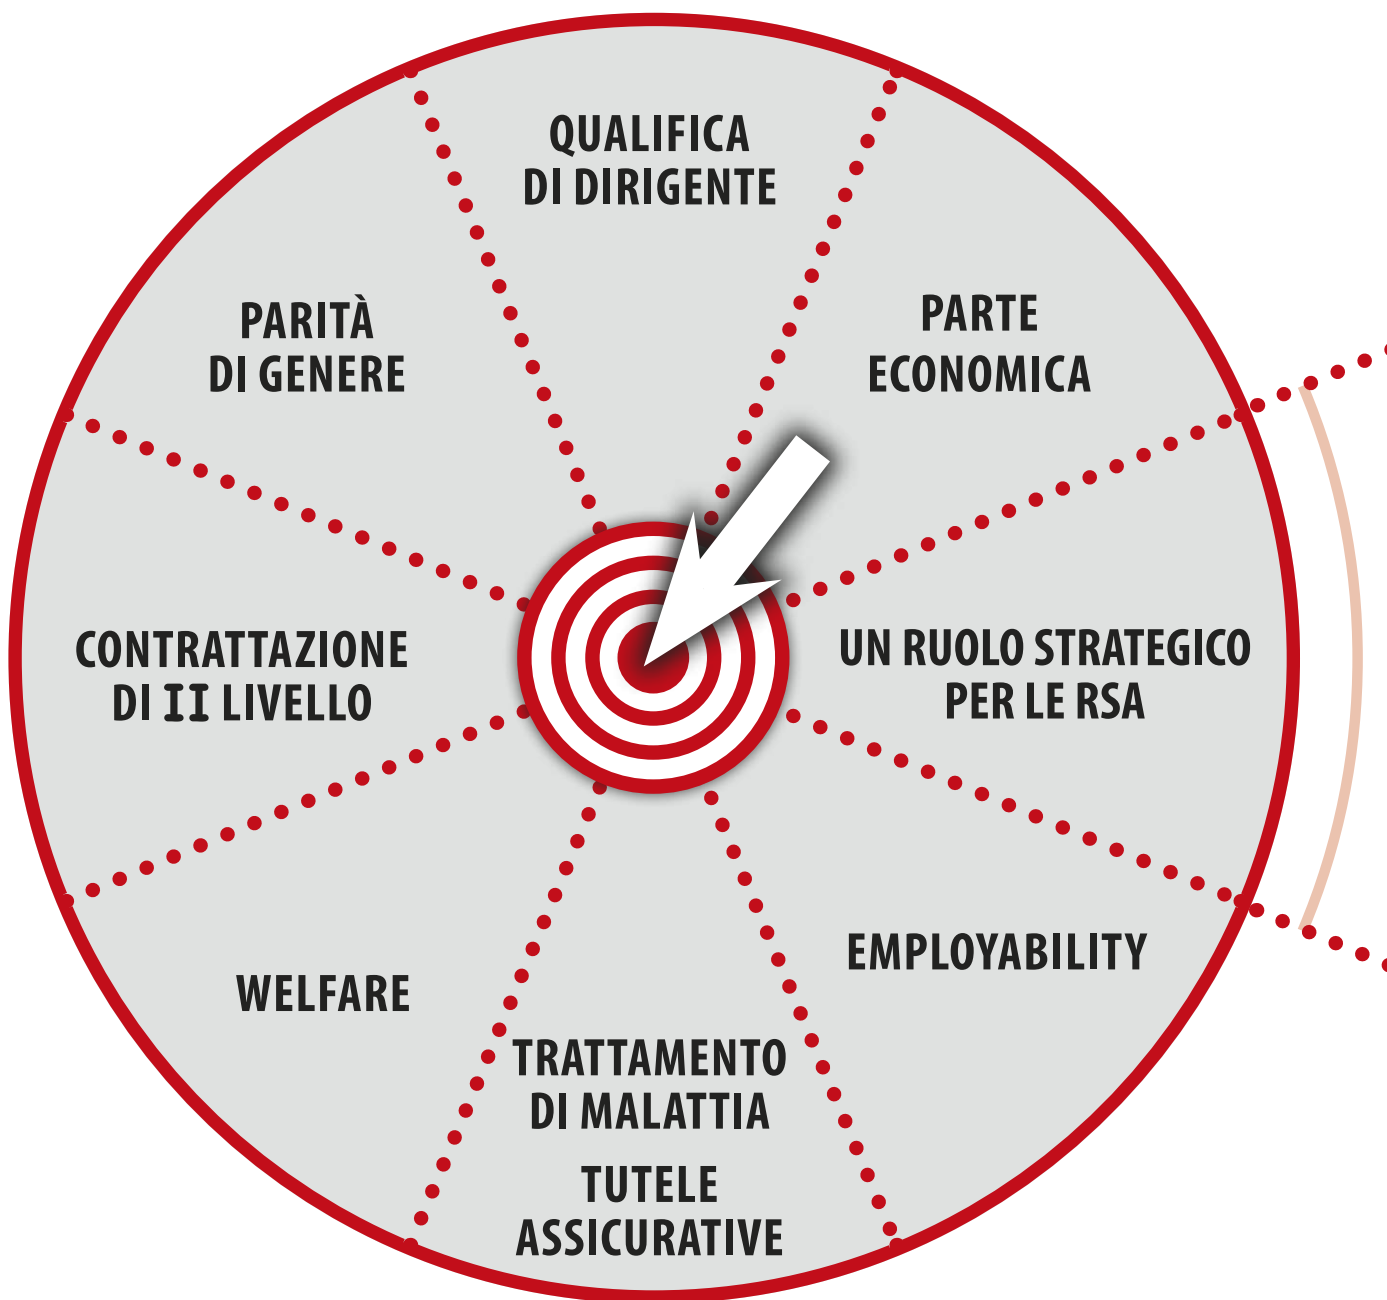 QUALIFICA
DI DIRIGENTE
PARTE
ECONOMICA
UN RUOLO STRATEGICO
PER LE RSA
EMPLOYABILITY
TRATTAMENTO
DI MALATTIA
TUTELE
ASSICURATIVE
WELFARE
CONTRATTAZIONE
DI II LIVELLO
PARITÀ
DI GENERE